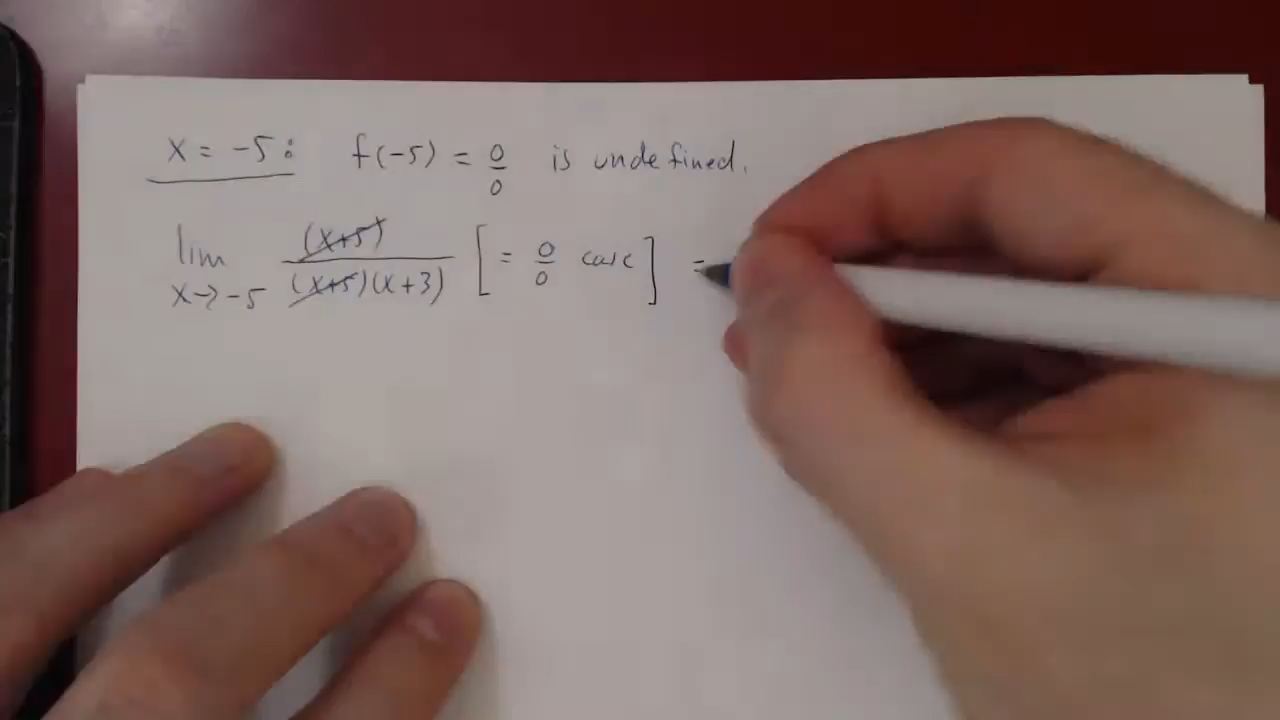 x = -5: f(-5) = 0/0 is undefined.
lim x→-5 (x+5)/((x+5)(x+3)) [= 0/0 case] =